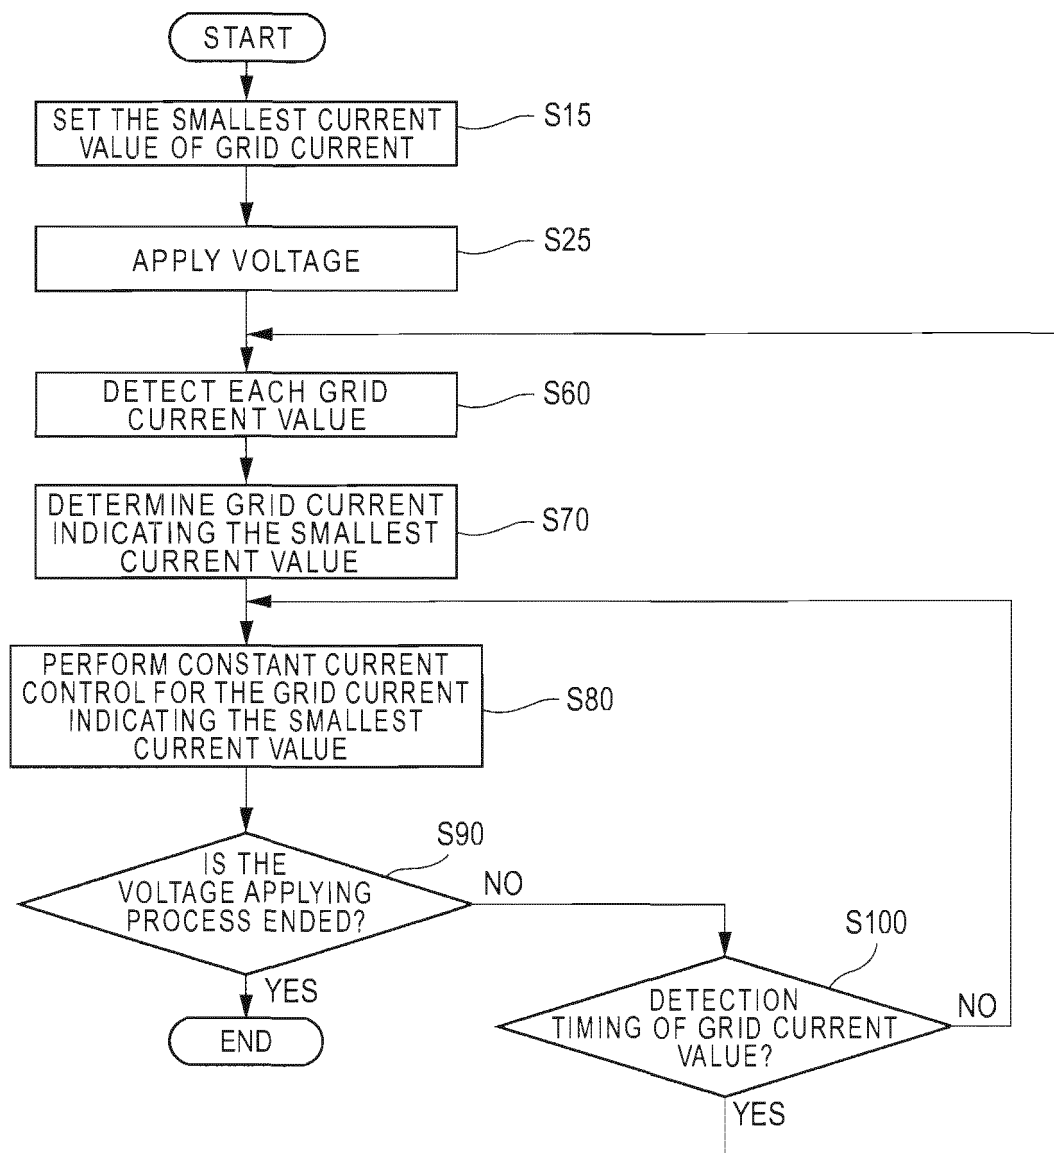 START
SET THE SMALLEST CURRENT
VALUE OF GRID CURRENT
S15
APPLY VOLTAGE
S25
DETECT EACH GRID
CURRENT VALUE
S60
DETERMINE GRID CURRENT
INDICATING THE SMALLEST
CURRENT VALUE
S70
PERFORM CONSTANT CURRENT
CONTROL FOR THE GRID CURRENT
INDICATING THE SMALLEST
CURRENT VALUE
S80
S90
IS THE
VOLTAGE APPLYING
PROCESS ENDED?
NO
YES
END
S100
DETECTION
TIMING OF GRID CURRENT
VALUE?
NO
YES